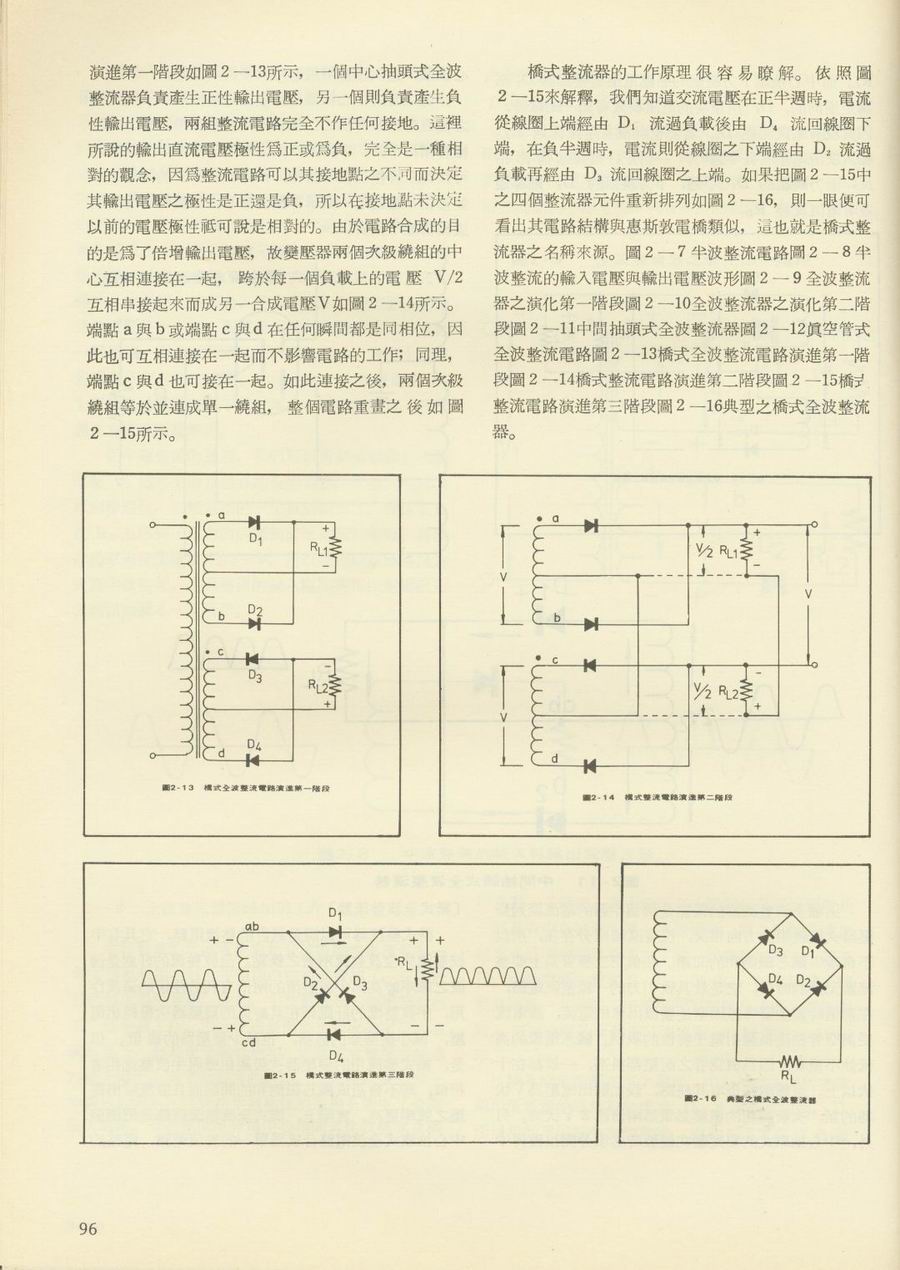 演進第一階段如圖2—13所示，一個中心抽頭式全波
整流器負責產生正性輸出電壓，另一個則負責產生負
性輸出電壓，兩組整流電路完全不作任何接地。這裡
所說的輸出直流電壓極性爲正或爲負，完全是一種相
對的觀念，因爲整流電路可以其接地點之不同而決定
其輸出電壓之極性是正還是負，所以在接地點未決定
以前的電壓極性祗可說是相對的。由於電路合成的目
的是爲了倍增輸出電壓，故變壓器兩個次級繞組的中
心互相連接在一起，跨於每一個負載上的電壓 V/2
互相串接起來而成另一合成電壓V如圖2—14所示。
端點a與b或端點c與d在任何瞬間都是同相位，因
此也可互相連接在一起而不影響電路的工作；同理，
端點c與d也可接在一起。如此連接之後，兩個次級
繞組等於並連成單一繞組，整個電路重畫之後如圖
2—15所示。
橋式整流器的工作原理很容易瞭解。依照圖
2—15來解釋，我們知道交流電壓在正半週時，電流
從線圈上端經由 D₁ 流過負載後由 D₄ 流回線圈下
端，在負半週時，電流則從線圈之下端經由 D₂ 流過
負載再經由 D₃ 流回線圈之上端。如果把圖2—15中
之四個整流器元件重新排列如圖2—16，則一眼便可
看出其電路結構與惠斯敦電橋類似，這也就是橋式整
流器之名稱來源。圖2—7半波整流電路圖2—8半
波整流的輸入電壓與輸出電壓波形圖2—9全波整流
器之演化第一階段圖2—10全波整流器之演化第二階
段圖2—11中間抽頭式全波整流器圖2—12眞空管式
全波整流電路圖2—13橋式全波整流電路演進第一階
段圖2—14橋式整流電路演進第二階段圖2—15橋式
整流電路演進第三階段圖2—16典型之橋式全波整流
器。
a
D1
+
RL1
−
b
D2
c
D3
−
RL2
+
d
D4
圖2-13 橋式全波整流電路演進第一階段
a
V
b
V/2
RL1
+
−
V
c
V
d
V/2
RL2
−
+
圖2-14 橋式整流電路演進第二階段
D1
ab
+ −
+ +
RL
D2
D3
− +
cd
− −
D4
圖2-15 橋式整流電路演進第三階段
D3
D1
D4
D2
RL
圖2-16 典型之橋式全波整流器
96